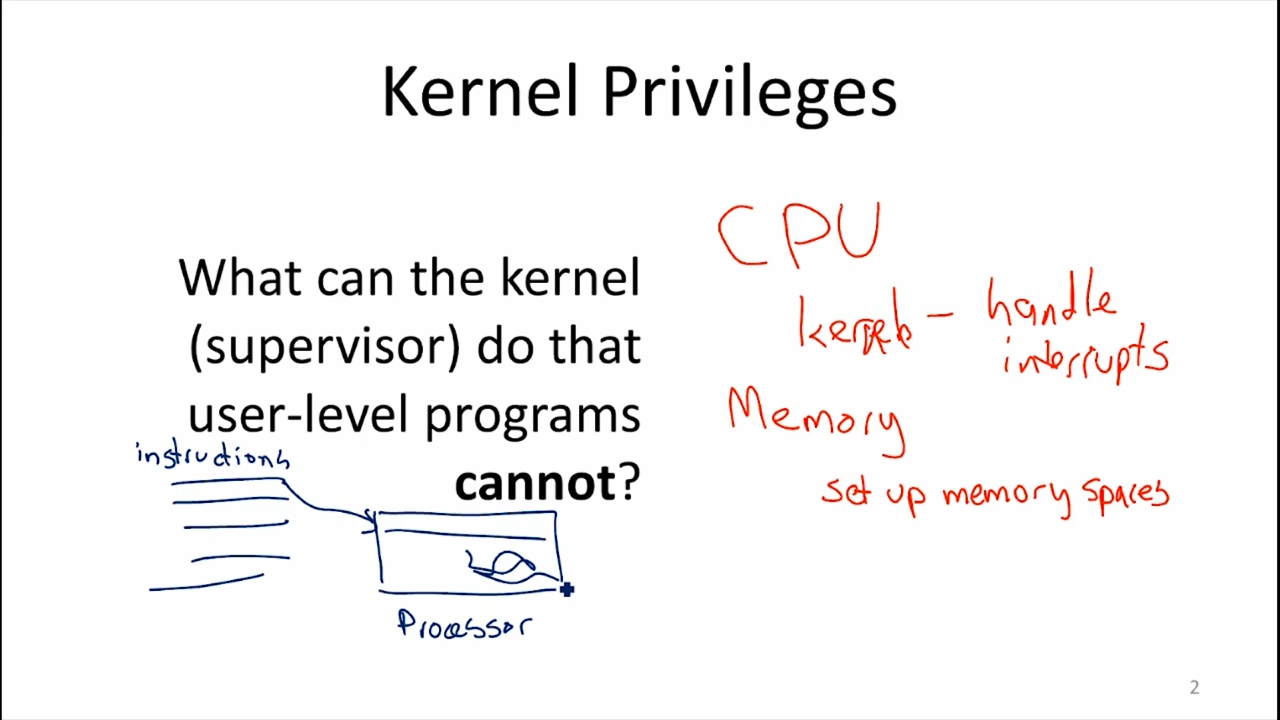 Kernel Privileges
What can the kernel
(supervisor) do that
user-level programs
cannot?
instructions
Processor
CPU
kernel – handle
interrupts
Memory
set up memory spaces
2